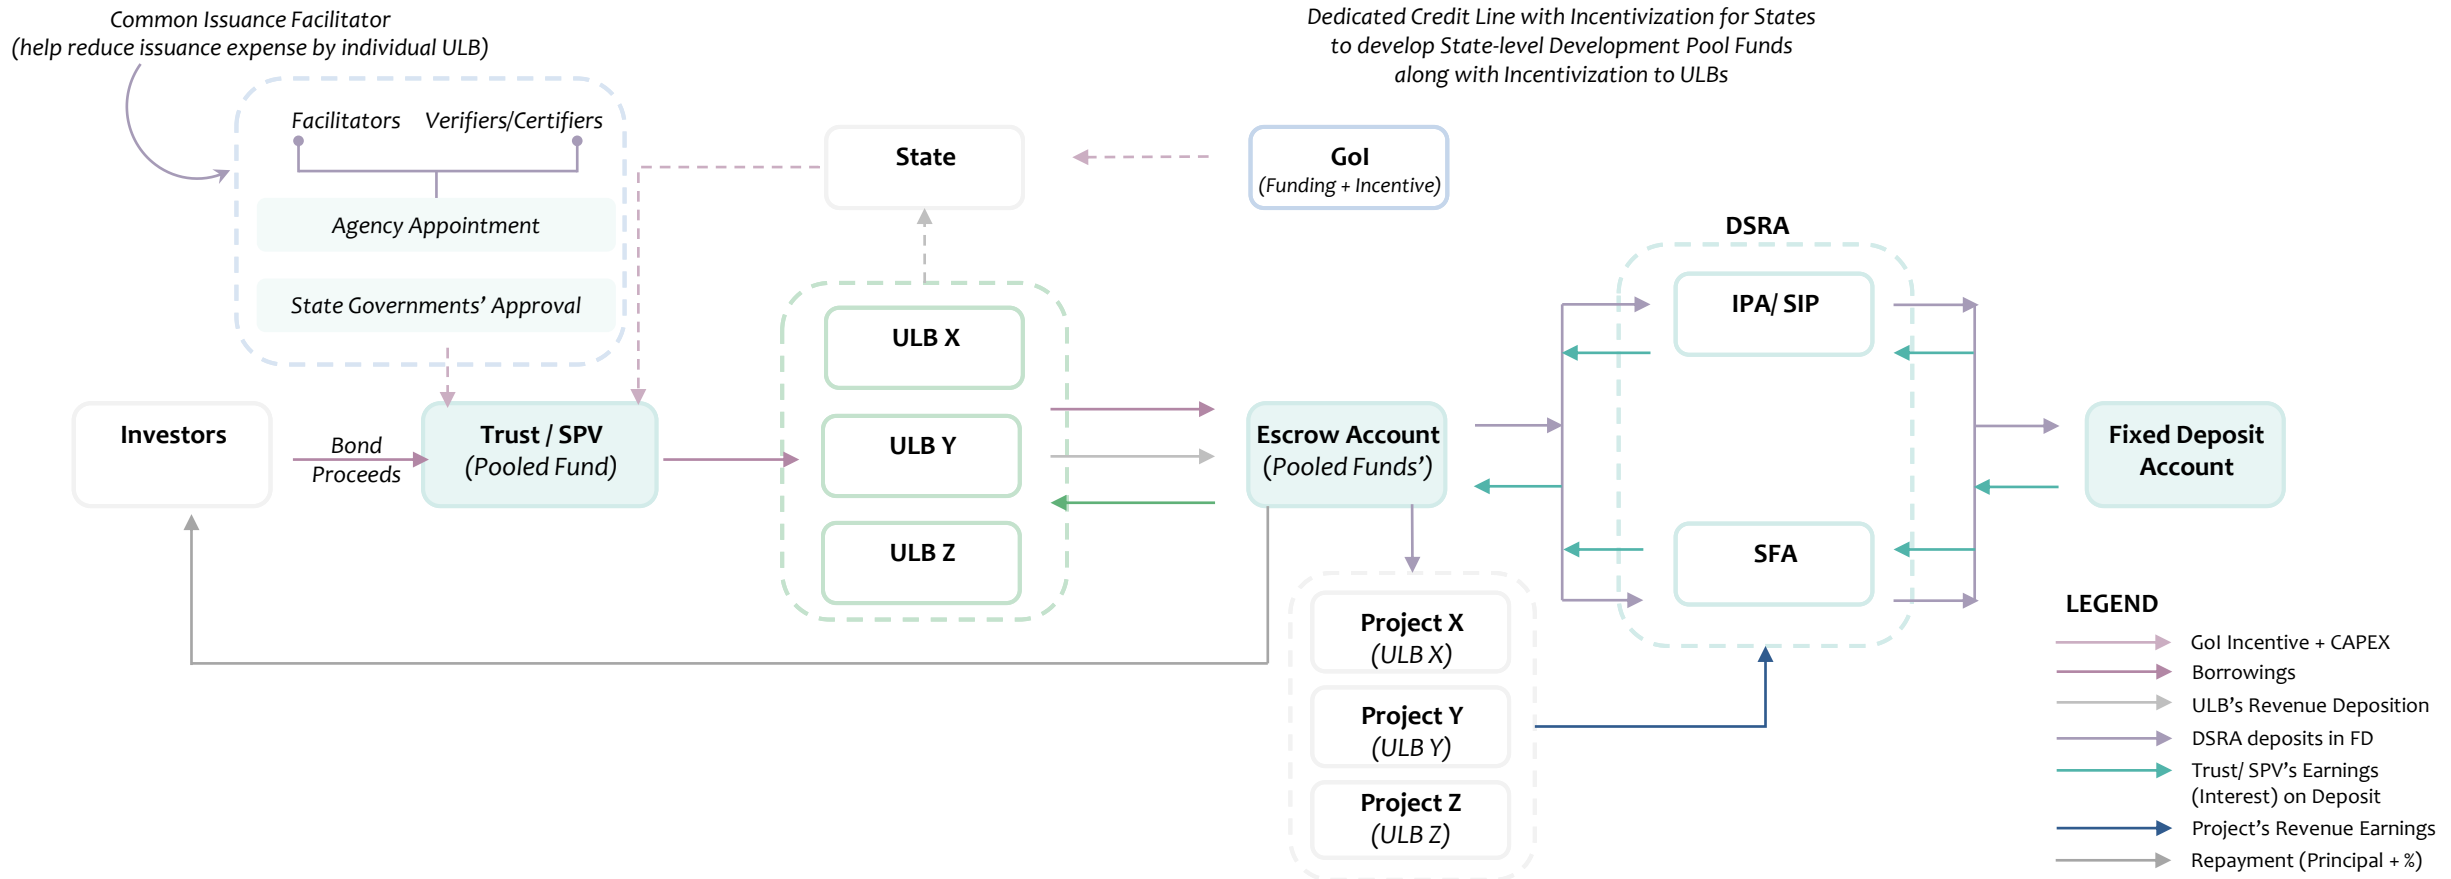 Common Issuance Facilitator
(help reduce issuance expense by individual ULB)
Dedicated Credit Line with Incentivization for States
to develop State-level Development Pool Funds
along with Incentivization to ULBs
Facilitators
Verifiers/Certifiers
Agency Appointment
State Governments’ Approval
State
GoI
(Funding + Incentive)
DSRA
ULB X
ULB Y
ULB Z
IPA/ SIP
SFA
Investors
Bond
Proceeds
Trust / SPV
(Pooled Fund)
Escrow Account
(Pooled Funds’)
Fixed Deposit
Account
Project X
(ULB X)
Project Y
(ULB Y)
Project Z
(ULB Z)
LEGEND
GoI Incentive + CAPEX
Borrowings
ULB’s Revenue Deposition
DSRA deposits in FD
Trust/ SPV’s Earnings
(Interest) on Deposit
Project’s Revenue Earnings
Repayment (Principal + %)